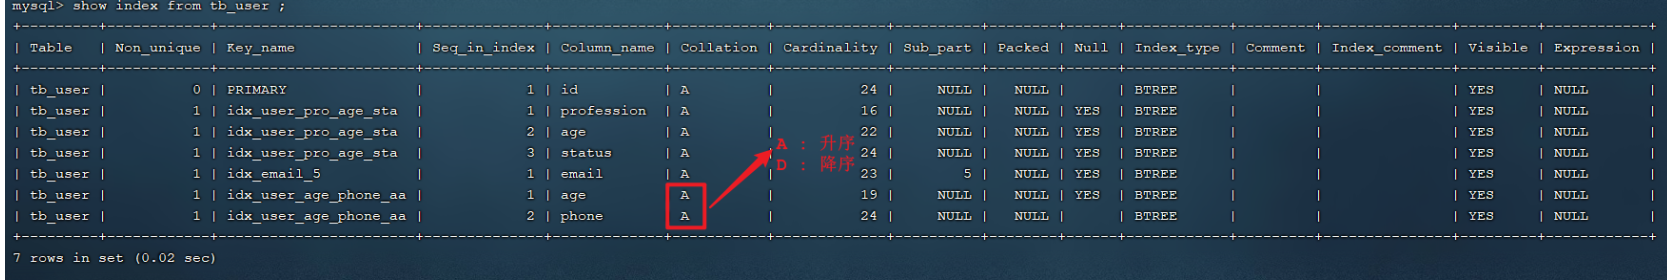 mysql> show index from tb_user ;
+---------+------------+-----------------------+--------------+-------------+-----------+-------------+----------+--------+------+------------+---------+---------------+---------+------------+
| Table   | Non_unique | Key_name              | Seq_in_index | Column_name | Collation | Cardinality | Sub_part | Packed | Null | Index_type | Comment | Index_comment | Visible | Expression |
+---------+------------+-----------------------+--------------+-------------+-----------+-------------+----------+--------+------+------------+---------+---------------+---------+------------+
| tb_user |          0 | PRIMARY               |            1 | id          | A         |          24 |     NULL |   NULL |      | BTREE      |         |               | YES     | NULL       |
| tb_user |          1 | idx_user_pro_age_sta  |            1 | profession  | A         |          16 |     NULL |   NULL | YES  | BTREE      |         |               | YES     | NULL       |
| tb_user |          1 | idx_user_pro_age_sta  |            2 | age         | A         |          22 |     NULL |   NULL | YES  | BTREE      |         |               | YES     | NULL       |
| tb_user |          1 | idx_user_pro_age_sta  |            3 | status      | A         |          24 |     NULL |   NULL | YES  | BTREE      |         |               | YES     | NULL       |
| tb_user |          1 | idx_email_5           |            1 | email       | A         |          23 |        5 |   NULL | YES  | BTREE      |         |               | YES     | NULL       |
| tb_user |          1 | idx_user_age_phone_aa |            1 | age         | A         |          19 |     NULL |   NULL | YES  | BTREE      |         |               | YES     | NULL       |
| tb_user |          1 | idx_user_age_phone_aa |            2 | phone       | A         |          24 |     NULL |   NULL |      | BTREE      |         |               | YES     | NULL       |
+---------+------------+-----------------------+--------------+-------------+-----------+-------------+----------+--------+------+------------+---------+---------------+---------+------------+
A : 升序
D : 降序
7 rows in set (0.02 sec)